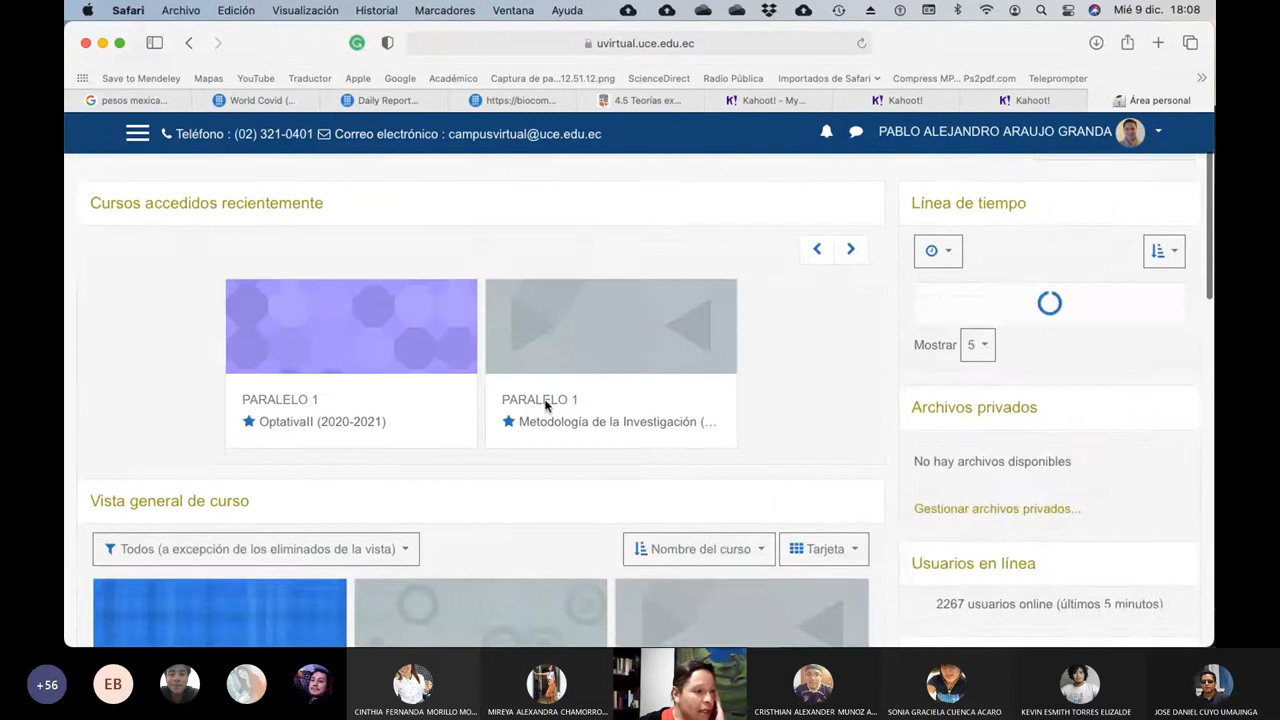 Safari Archivo Edición Visualización Historial Marcadores Ventana Ayuda Mié 9 dic. 18:08
uvirtual.uce.edu.ec
Save to Mendeley Mapas YouTube Traductor Apple Google Académico Captura de pa...12.51.12.png ScienceDirect Radio Pública Importados de Safari Compress MP... Ps2pdf.com Teleprompter
pesos mexica... World Covid (... Daily Report... https://biocom... 4.5 Teorías ex... Kahoot! - My... Kahoot! Kahoot! Área personal
Teléfono : (02) 321-0401 Correo electrónico : campusvirtual@uce.edu.ec PABLO ALEJANDRO ARAUJO GRANDA
Cursos accedidos recientemente
Línea de tiempo
Mostrar 5
PARALELO 1
OptativaII (2020-2021)
PARALELO 1
Metodología de la Investigación (...
Archivos privados
No hay archivos disponibles
Gestionar archivos privados...
Vista general de curso
Todos (a excepción de los eliminados de la vista) Nombre del curso Tarjeta
Usuarios en línea
2267 usuarios online (últimos 5 minutos)
+56 EB
CINTHIA FERNANDA MORILLO MO... MIREYA ALEXANDRA CHAMORRO... CRISTHIAN ALEXANDER MUNOZ A... SONIA GRACIELA CUENCA ACARO KEVIN ESMITH TORRES ELIZALDE JOSE DANIEL CUYO UMAJINGA